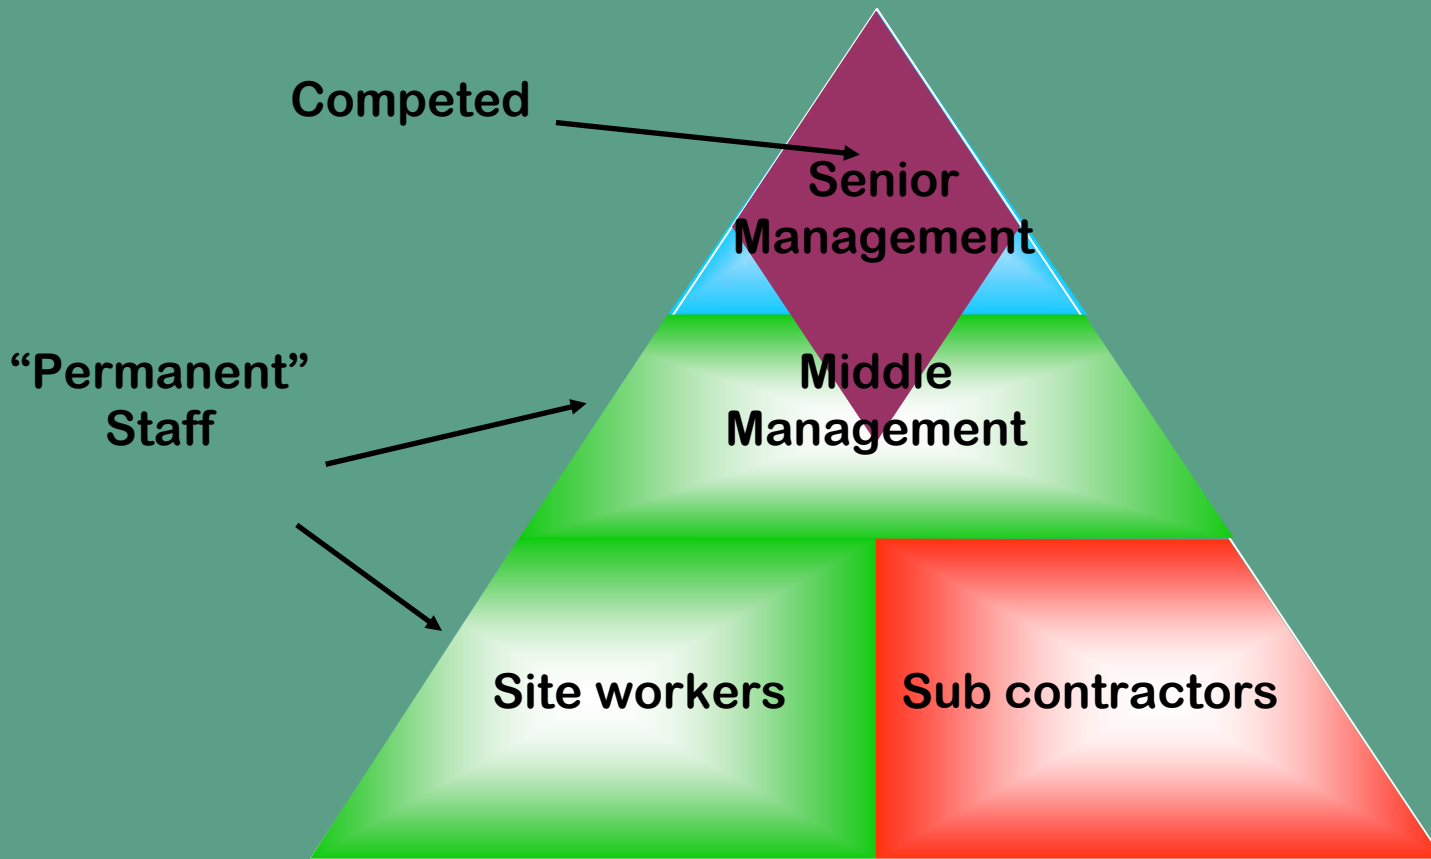 Competed
Senior
Management
“Permanent”
Staff
Middle
Management
Site workers
Sub contractors